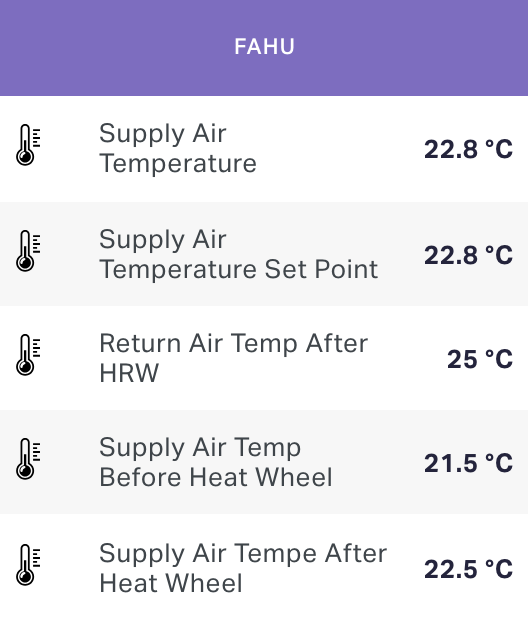 FAHU
Supply Air
Temperature
22.8 °C
Supply Air
Temperature Set Point
22.8 °C
Return Air Temp After
HRW
25 °C
Supply Air Temp
Before Heat Wheel
21.5 °C
Supply Air Tempe After
Heat Wheel
22.5 °C